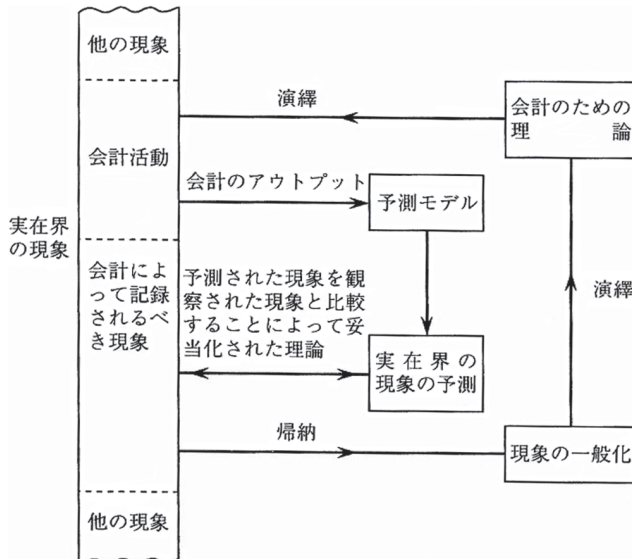 他の現象
演繹
会計のための
理論
会計活動
会計のアウトプット
予測モデル
実在界
の現象
会計によ
って記録
されるべ
き現象
予測された現象を観
察された現象と比較
することによって妥
当化された理論
演繹
実在界の
現象の予測
帰納
現象の一般化
他の現象